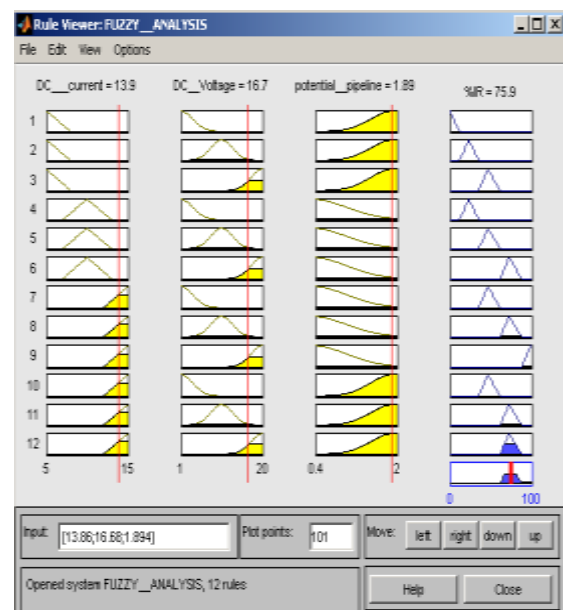 Rule Viewer: FUZZY__ANALYSIS
File Edit View Options
DC__current = 13.9 DC_Voltage = 16.7 potential_pipeline = 1.89 %IR = 75.9
1
2
3
4
5
6
7
8
9
10
11
12
5 15 1 20 0.4 2
0 100
Input: [13.86;16.68;1.894] Plot points: 101 Move: left right down up
Opened system FUZZY__ANALYSIS, 12 rules Help Close